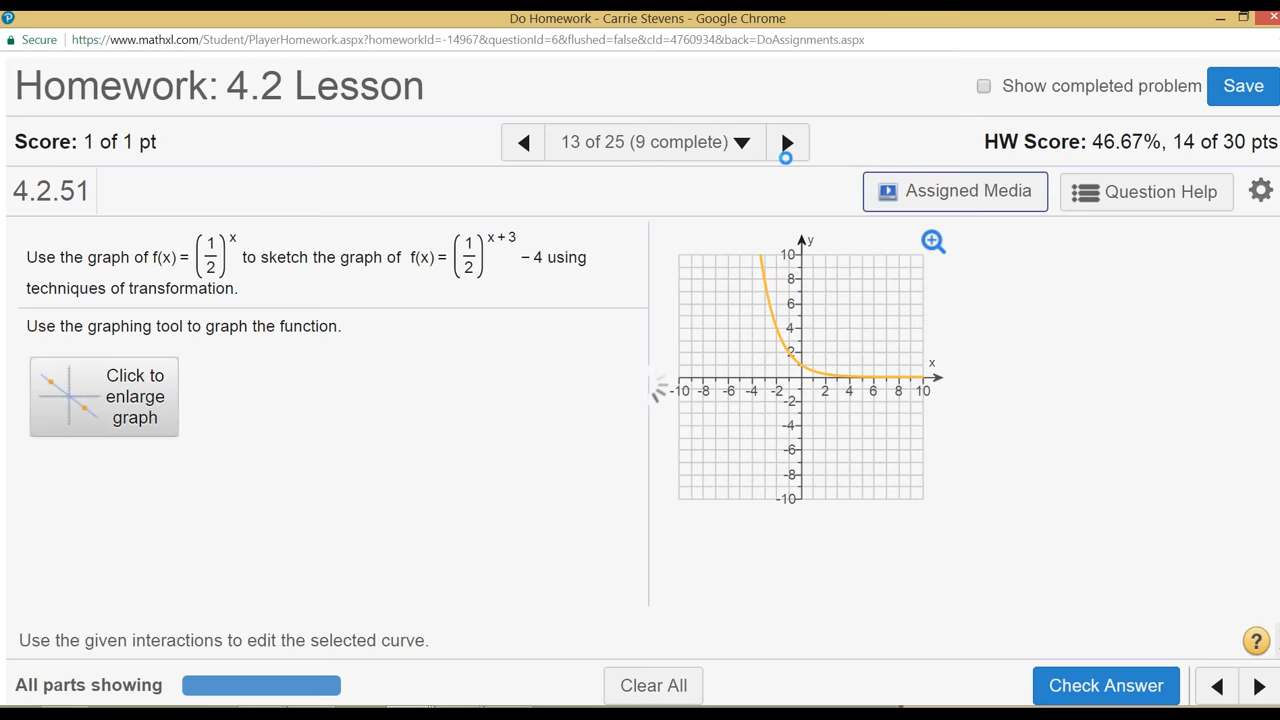 Do Homework - Carrie Stevens - Google Chrome
Secure https://www.mathxl.com/Student/PlayerHomework.aspx?homeworkId=-14967&questionId=6&flushed=false&cId=4760934&back=DoAssignments.aspx
Homework: 4.2 Lesson
Show completed problem
Save
Score: 1 of 1 pt
13 of 25 (9 complete)
HW Score: 46.67%, 14 of 30 pts
4.2.51
Assigned Media
Question Help
Use the graph of f(x) = (1/2)^x to sketch the graph of f(x) = (1/2)^(x + 3) − 4 using
techniques of transformation.
Use the graphing tool to graph the function.
Click to
enlarge
graph
y
10
8
6
4
2
x
-10 -8 -6 -4 -2 2 4 6 8 10
-2
-4
-6
-8
-10
Use the given interactions to edit the selected curve.
?
All parts showing
Clear All
Check Answer